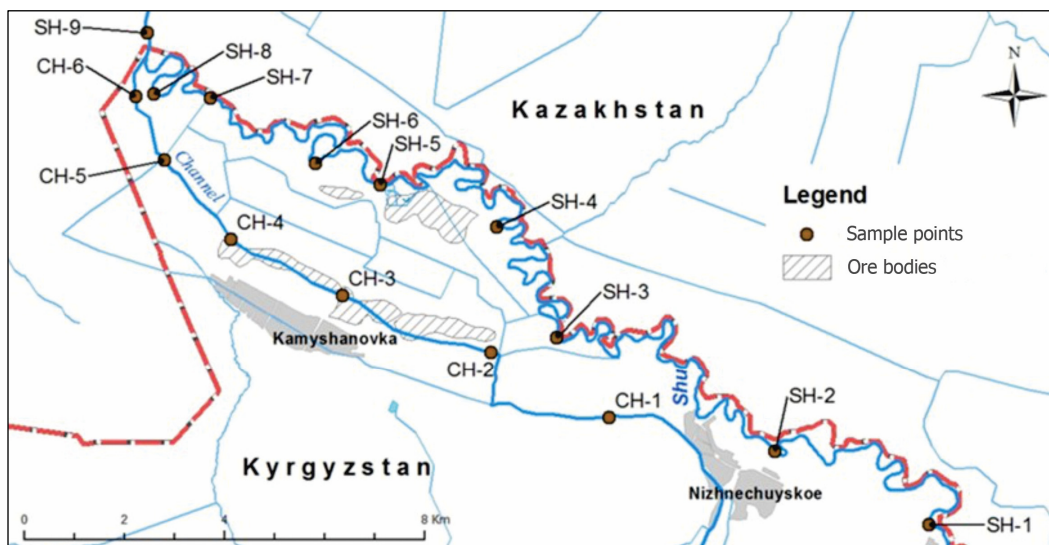 SH-9
N
SH-8
CH-6
SH-7
Kazakhstan
SH-6
SH-5
Channel
CH-5
Legend
SH-4
CH-4
Sample points
Ore bodies
CH-3
SH-3
Kamyshanovka
CH-2
Shu
CH-1
SH-2
Kyrgyzstan
Nizhnechuyskoe
0 2 4 8 Km
SH-1